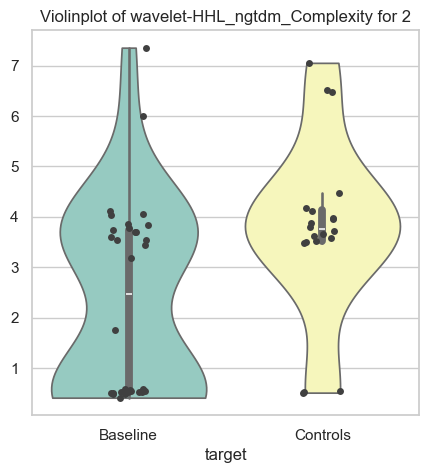 Violinplot of wavelet-HHL_ngtdm_Complexity for 2
7
6
5
4
3
2
1
Baseline
Controls
target